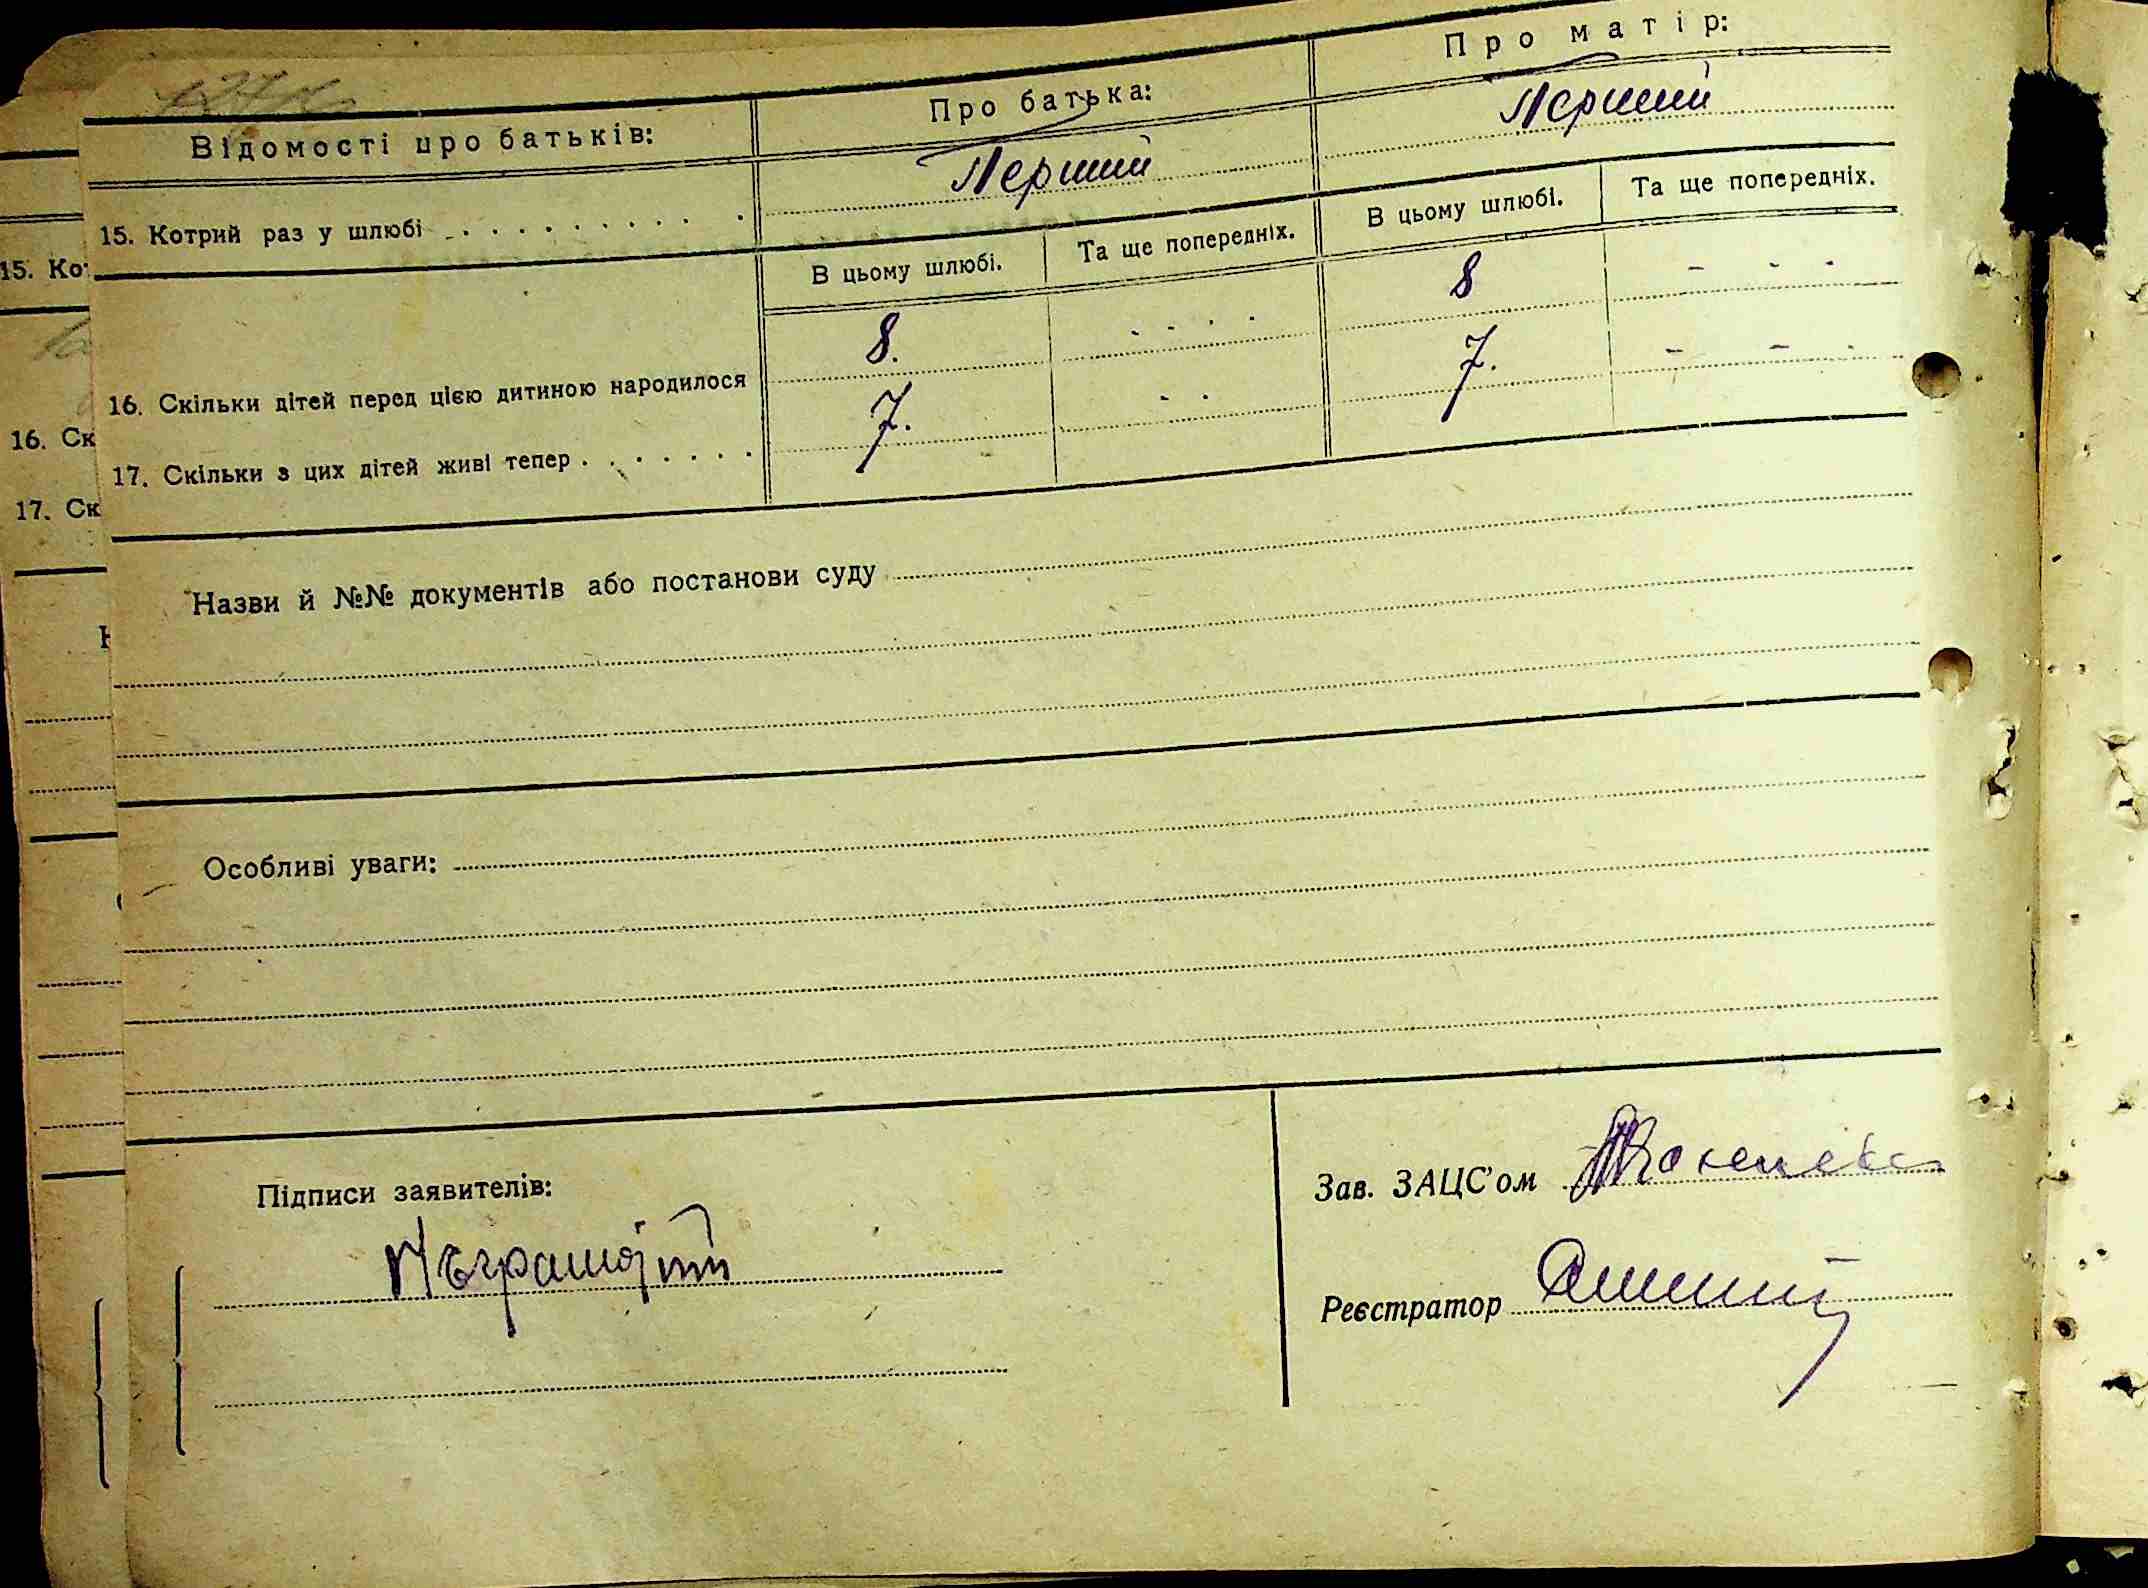 Відомості про батьків:
Про батька:
Про матір:
15. Котрий раз у шлюбі . . . . . . . . . .
Перший
Перший
В цьому шлюбі.
Та ще попередніх.
В цьому шлюбі.
Та ще попередніх.
16. Скільки дітей перед цією дитиною народилося
8.
- - - -
8
- - -
17. Скільки з цих дітей живі тепер . . . . . . .
7.
- - -
7.
- - -
Назви й №№ документів або постанови суду
Особливі уваги:
Підписи заявителів:
Зав. ЗАЦС'ом
Реєстратор
15. Ко
16. Ск
17. Ск